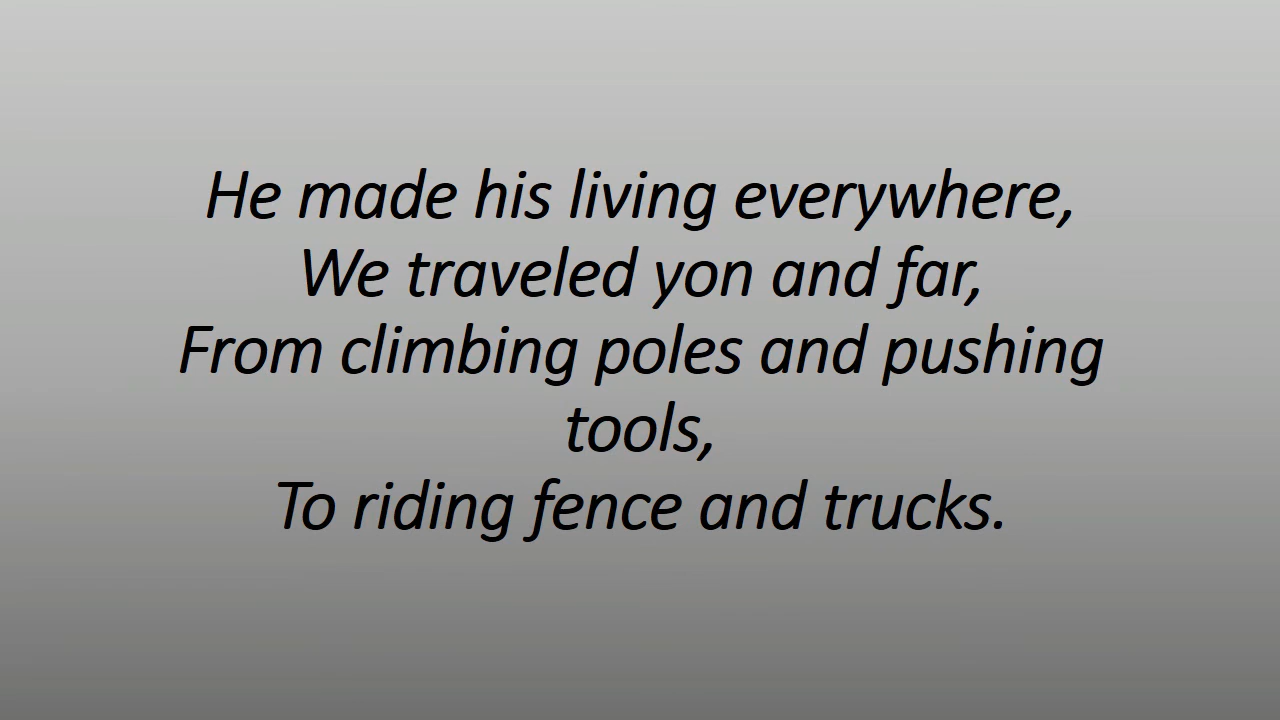 He made his living everywhere,
We traveled yon and far,
From climbing poles and pushing
tools,
To riding fence and trucks.